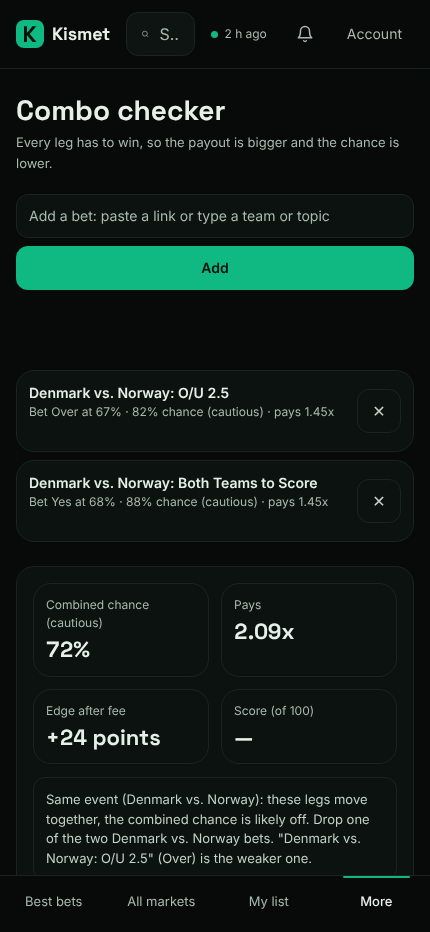 Kismet
S..
2 h ago
Account
Combo checker
Every leg has to win, so the payout is bigger and the chance is
lower.
Add a bet: paste a link or type a team or topic
Add
Denmark vs. Norway: O/U 2.5
Bet Over at 67% · 82% chance (cautious) · pays 1.45x
×
Denmark vs. Norway: Both Teams to Score
Bet Yes at 68% · 88% chance (cautious) · pays 1.45x
×
Combined chance
(cautious)
72%
Pays
2.09x
Edge after fee
+24 points
Score (of 100)
—
Same event (Denmark vs. Norway): these legs move
together, the combined chance is likely off. Drop one
of the two Denmark vs. Norway bets. "Denmark vs.
Norway: O/U 2.5" (Over) is the weaker one.
Best bets
All markets
My list
More